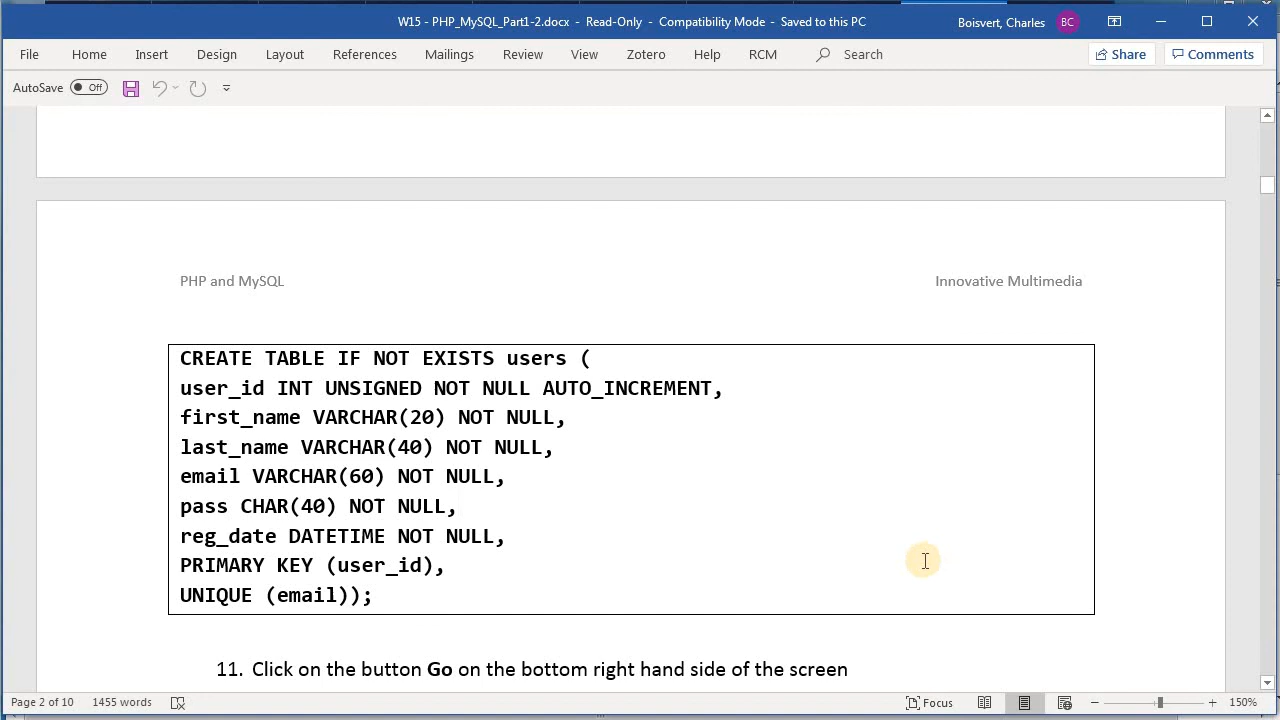 W15 - PHP_MySQL_Part1-2.docx - Read-Only - Compatibility Mode - Saved to this PC
Boisvert, Charles BC
File Home Insert Design Layout References Mailings Review View Zotero Help RCM Search Share Comments
AutoSave Off
PHP and MySQL
Innovative Multimedia
CREATE TABLE IF NOT EXISTS users (
user_id INT UNSIGNED NOT NULL AUTO_INCREMENT,
first_name VARCHAR(20) NOT NULL,
last_name VARCHAR(40) NOT NULL,
email VARCHAR(60) NOT NULL,
pass CHAR(40) NOT NULL,
reg_date DATETIME NOT NULL,
PRIMARY KEY (user_id),
UNIQUE (email));
11. Click on the button Go on the bottom right hand side of the screen
Page 2 of 10 1455 words Focus 150%